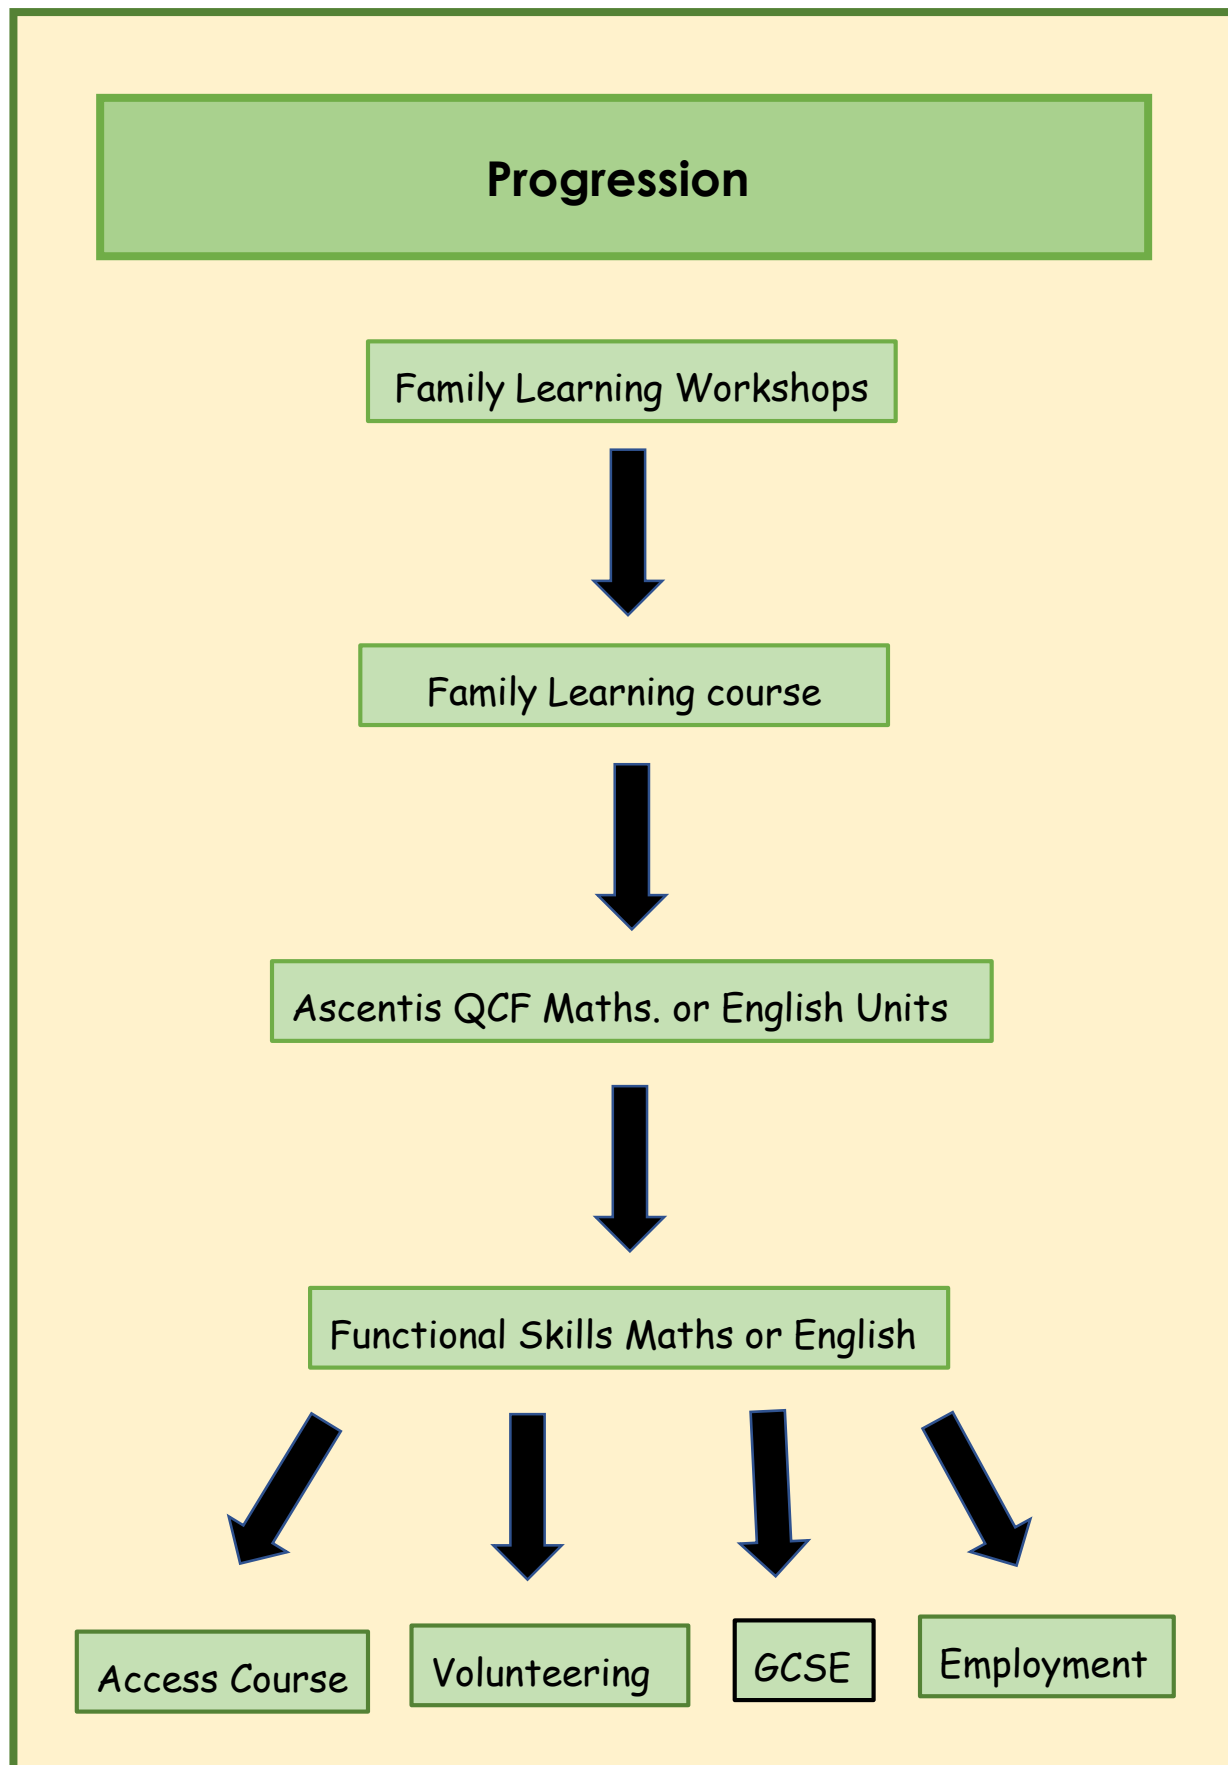 Progression
Family Learning Workshops
Family Learning course
Ascentis QCF Maths. or English Units
Functional Skills Maths or English
Access Course
Volunteering
GCSE
Employment